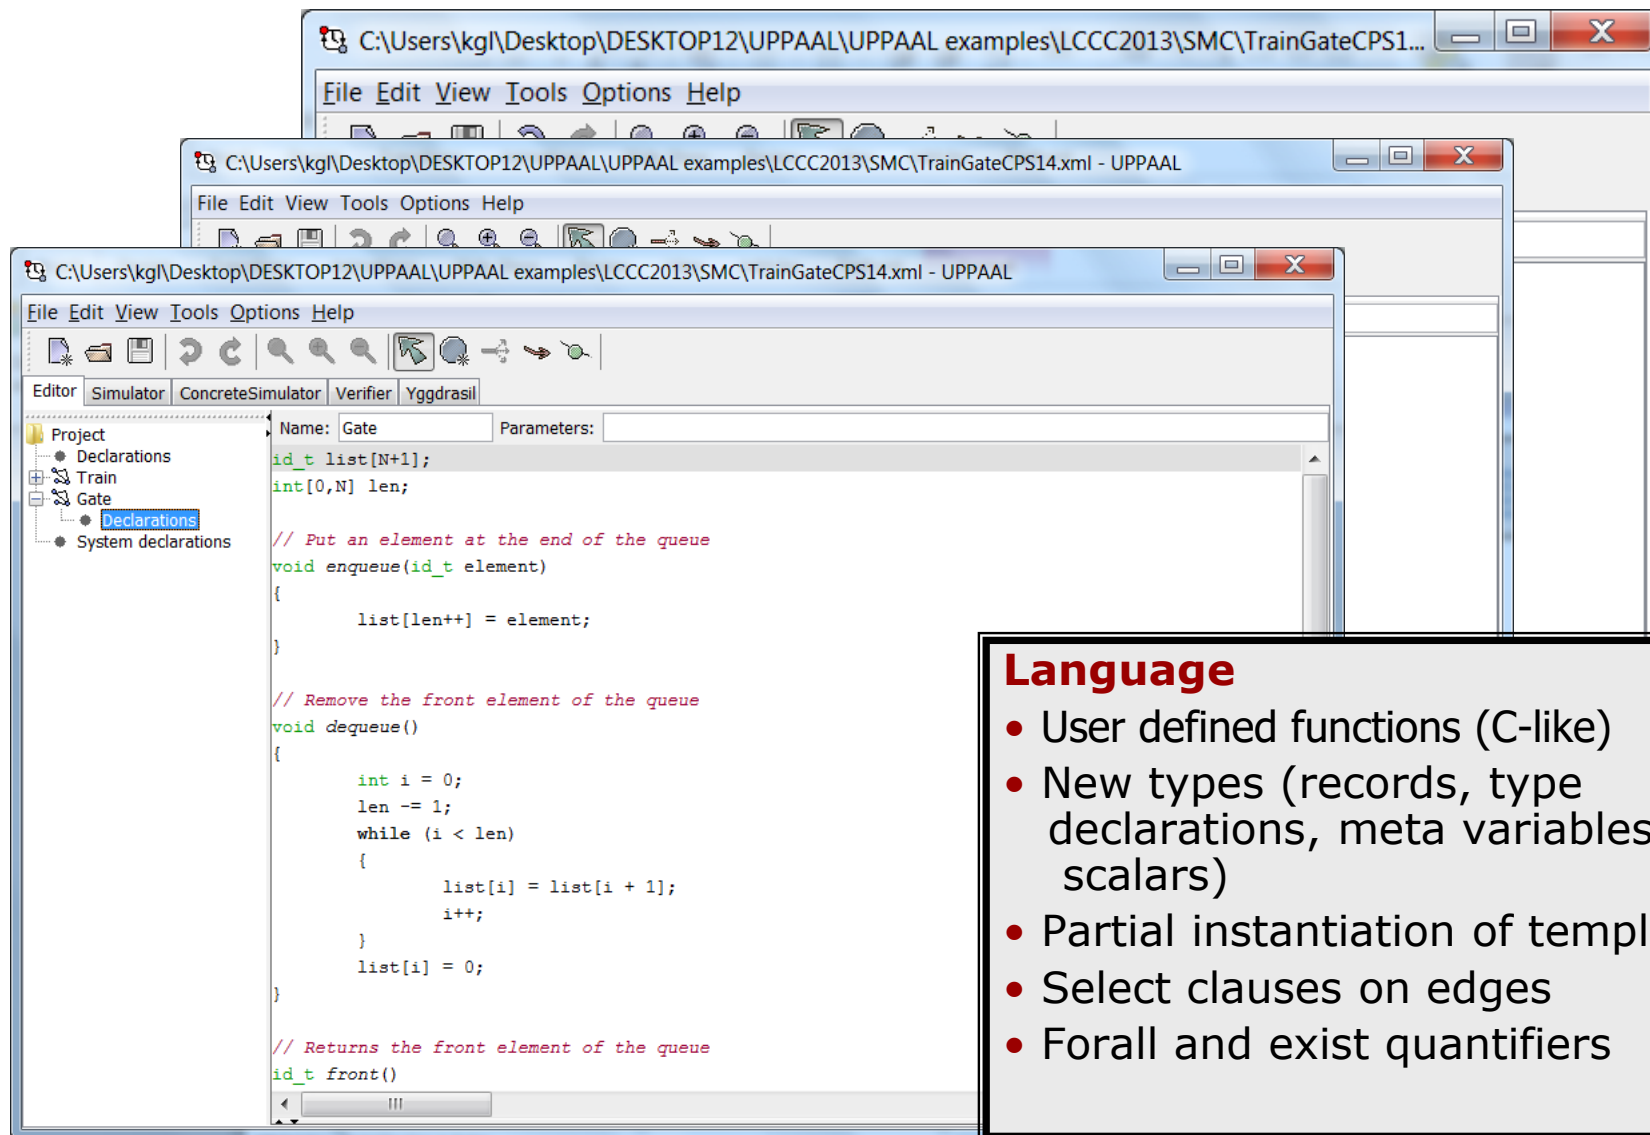 C:\Users\kgl\Desktop\DESKTOP12\UPPAAL\UPPAAL examples\LCCC2013\SMC\TrainGateCPS1...
File Edit View Tools Options Help
C:\Users\kgl\Desktop\DESKTOP12\UPPAAL\UPPAAL examples\LCCC2013\SMC\TrainGateCPS14.xml - UPPAAL
File Edit View Tools Options Help
C:\Users\kgl\Desktop\DESKTOP12\UPPAAL\UPPAAL examples\LCCC2013\SMC\TrainGateCPS14.xml - UPPAAL
File Edit View Tools Options Help
Editor Simulator ConcreteSimulator Verifier Yggdrasil
Project
Declarations
Train
Gate
Declarations
System declarations
Name: Gate Parameters:
id_t list[N+1];
int[0,N] len;
// Put an element at the end of the queue
void enqueue(id_t element)
{
list[len++] = element;
}
// Remove the front element of the queue
void dequeue()
{
int i = 0;
len -= 1;
while (i < len)
{
list[i] = list[i + 1];
i++;
}
list[i] = 0;
}
// Returns the front element of the queue
id_t front()
Language
• User defined functions (C-like)
• New types (records, type
declarations, meta variables
scalars)
• Partial instantiation of templ
• Select clauses on edges
• Forall and exist quantifiers